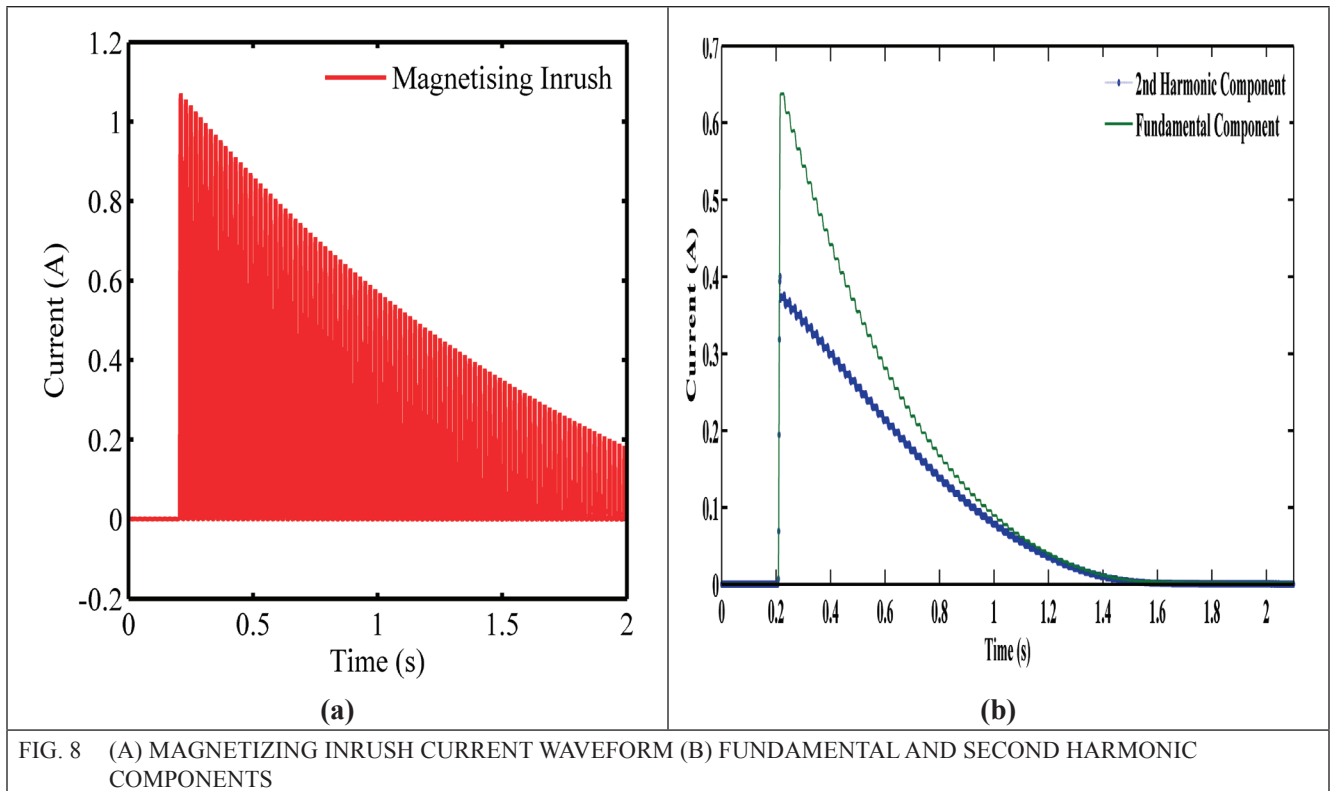 1.2
1
0.8
0.6
0.4
0.2
0
-0.2
Current (A)
Magnetising Inrush
0
0.5
1
1.5
2
Time (s)
(a)
0.7
0.6
0.5
0.4
0.3
0.2
0.1
0
Current (A)
2nd Harmonic Component
Fundamental Component
0
0.2
0.4
0.6
0.8
1
1.2
1.4
1.6
1.8
2
Time (s)
(b)
FIG. 8 (A) MAGNETIZING INRUSH CURRENT WAVEFORM (B) FUNDAMENTAL AND SECOND HARMONIC
COMPONENTS